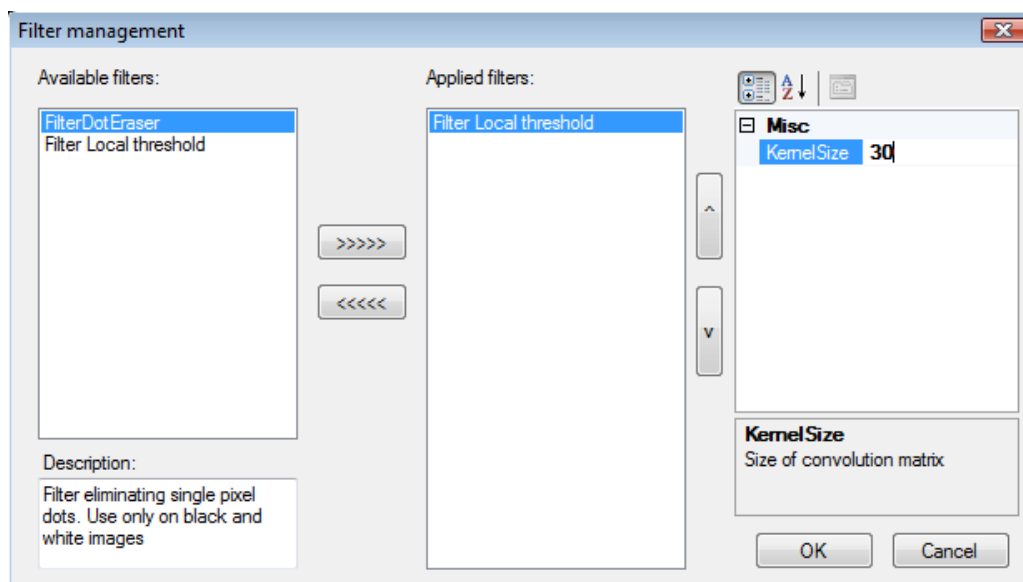 Filter management
Available filters:
FilterDotEraser
Filter Local threshold
Description:
Filter eliminating single pixel
dots. Use only on black and
white images
>>>>>
<<<<<
Applied filters:
Filter Local threshold
^
v
A
Z
Misc
KernelSize 30
KernelSize
Size of convolution matrix
OK
Cancel